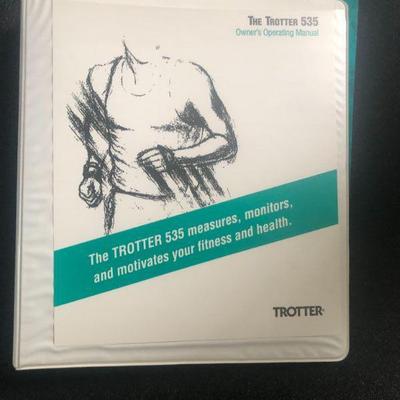 THE TROTTER 535
Owner's Operating Manual
The TROTTER 535 measures, monitors,
and motivates your fitness and health.
TROTTER®